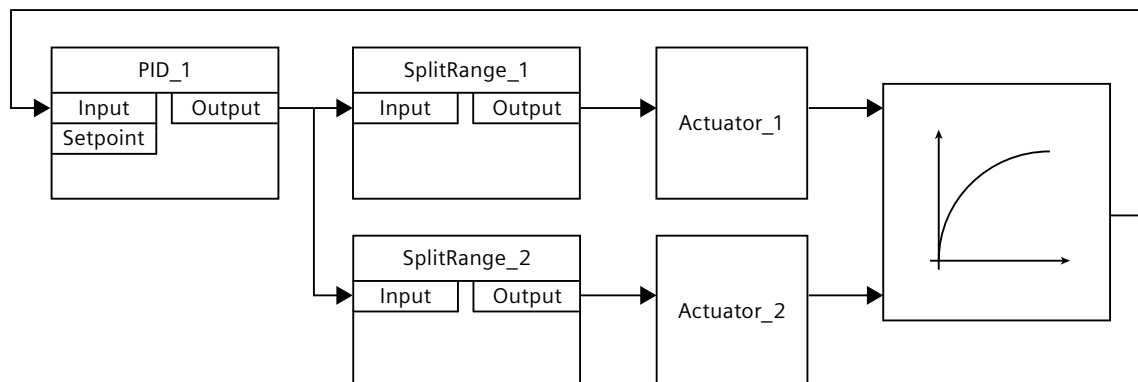 PID_1
Input
Output
Setpoint
SplitRange_1
Input
Output
Actuator_1
SplitRange_2
Input
Output
Actuator_2